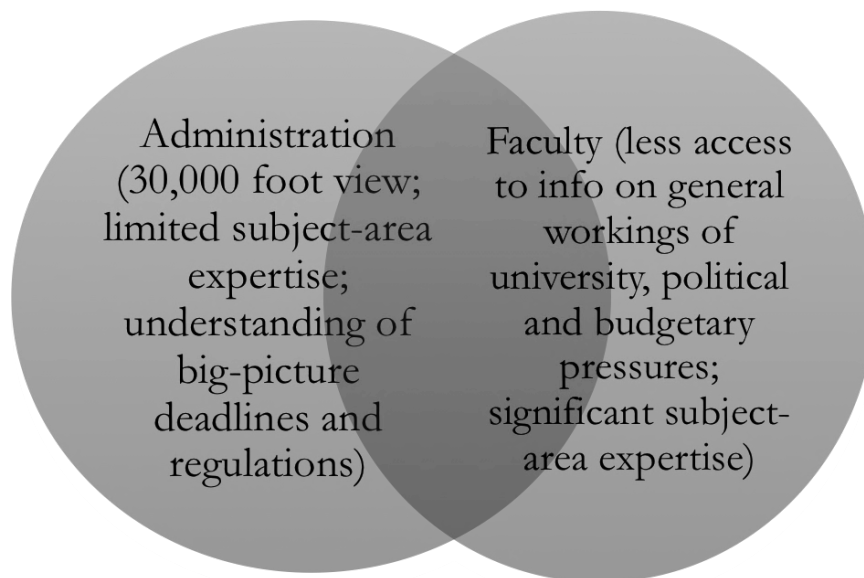 Administration
(30,000 foot view;
limited subject-area
expertise;
understanding of
big-picture
deadlines and
regulations)
Faculty (less access
to info on general
workings of
university, political
and budgetary
pressures;
significant subject-
area expertise)